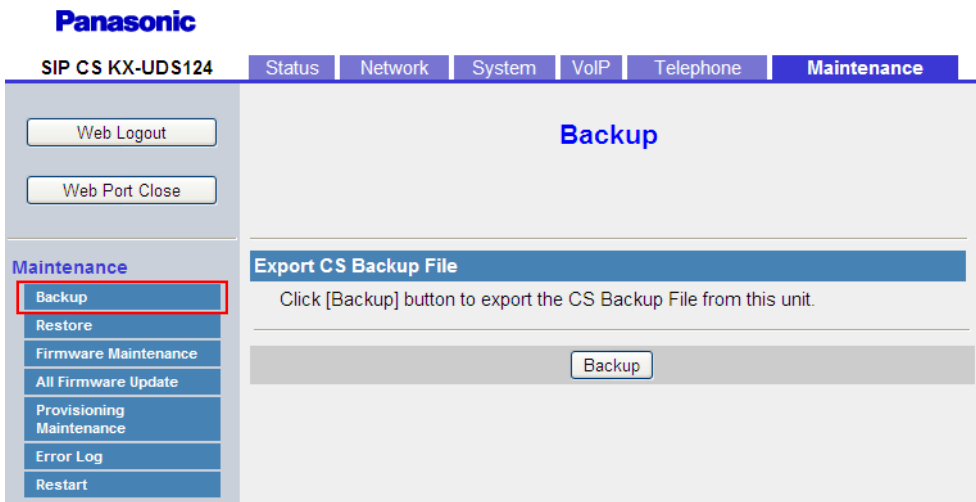 Panasonic
SIP CS KX-UDS124
Status Network System VoIP Telephone Maintenance
Web Logout
Web Port Close
Backup
Maintenance
Backup
Restore
Firmware Maintenance
All Firmware Update
Provisioning
Maintenance
Error Log
Restart
Export CS Backup File
Click [Backup] button to export the CS Backup File from this unit.
Backup